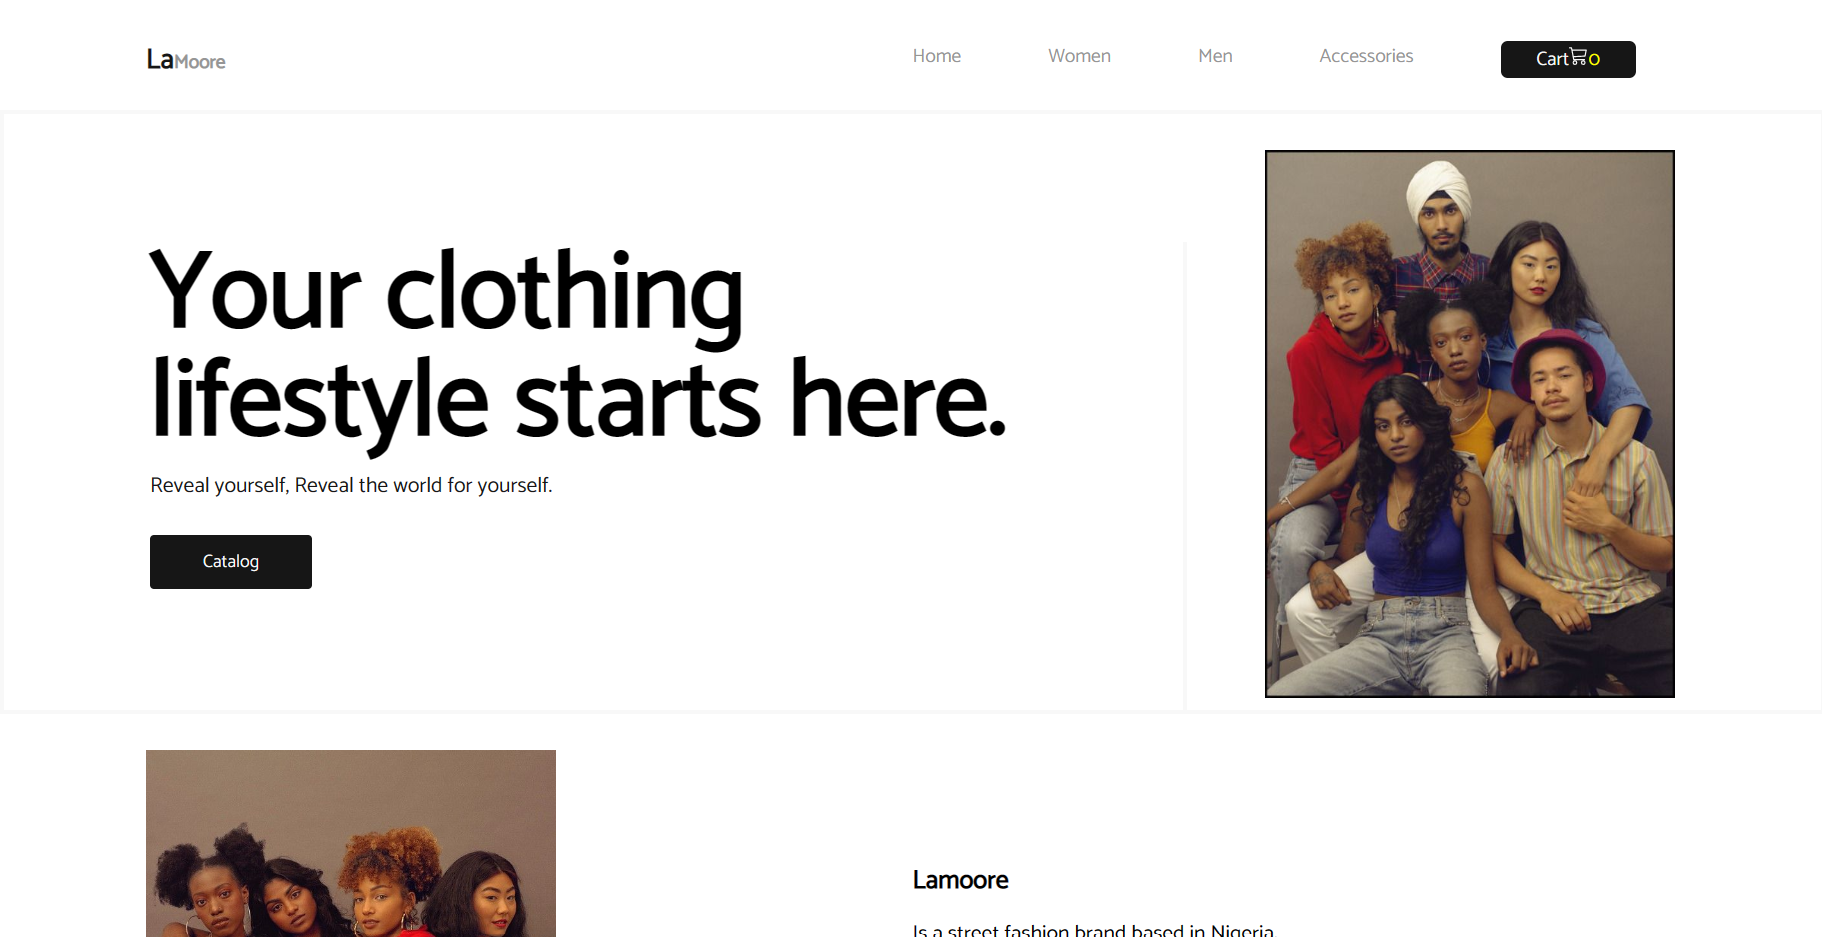 LaMoore
Home
Women
Men
Accessories
Cart 0
Your clothing
lifestyle starts here.
Reveal yourself, Reveal the world for yourself.
Catalog
Lamoore
Is a street fashion brand based in Nigeria.